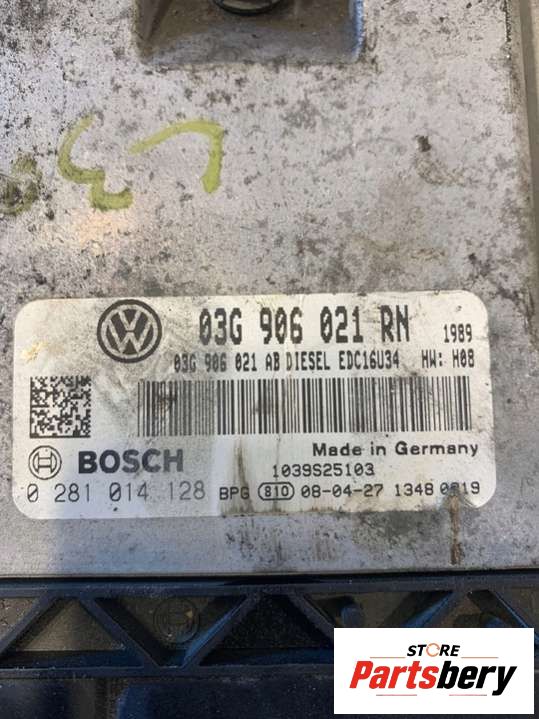 03G 906 021 RN 1989
03G 906 021 AB DIESEL EDC16U34 HW: H08
Made in Germany
BOSCH 1039S25103
0 281 014 128 BPG 810 08-04-27 1348 0819
STORE
Partsbery